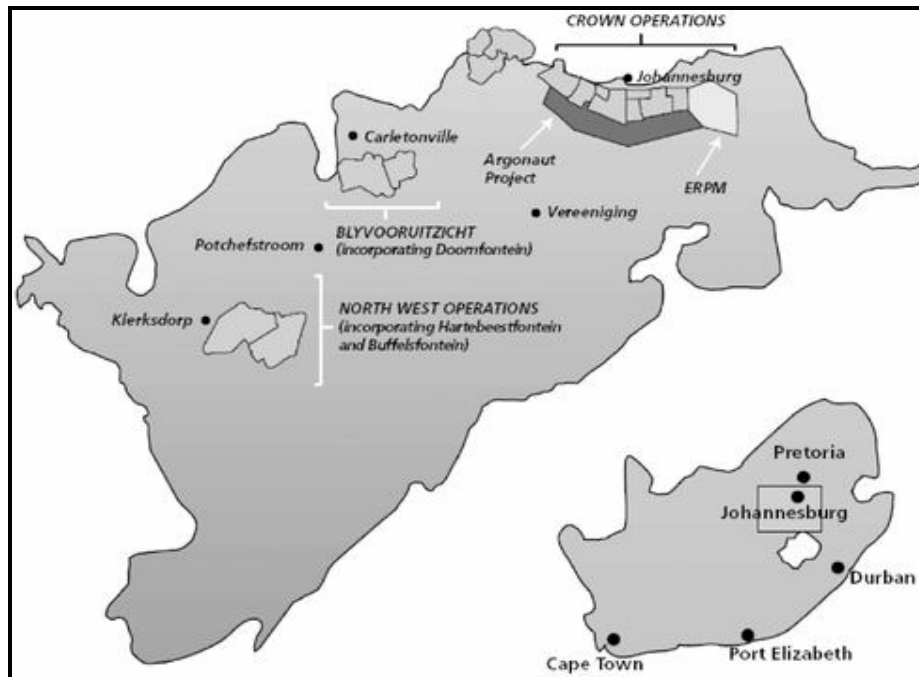 CROWN OPERATIONS
Johannesburg
Carletonville
Argonaut
Project
ERPM
Vereeniging
BLYVOORUITZICHT
(incorporating Doornfontein)
Potchefstroom
NORTH WEST OPERATIONS
(incorporating Hartebeestfontein
and Buffelsfontein)
Klerksdorp
Pretoria
Johannesburg
Durban
Port Elizabeth
Cape Town